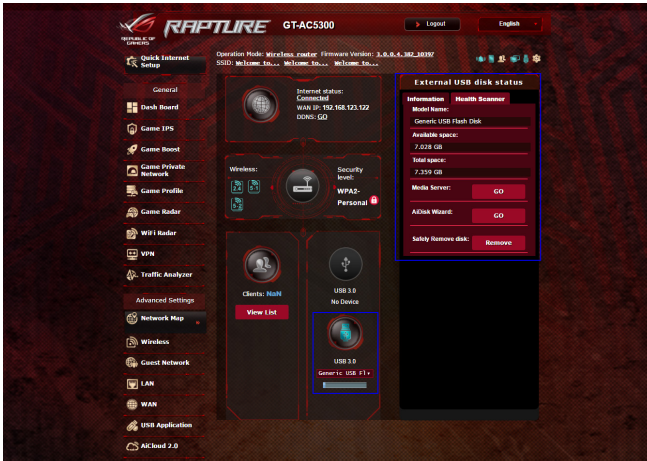 REPUBLIC OF
GAMERS
RAPTURE GT-AC5300
Logout
English
Quick Internet
Setup
Operation Mode: Wireless router Firmware Version: 3.0.0.4.382_10397
SSID: Welcome to... Welcome to... Welcome to...
General
Dash Board
Game IPS
Game Boost
Game Private
Network
Game Profile
Game Radar
WiFi Radar
VPN
Traffic Analyzer
Advanced Settings
Network Map
Wireless
Guest Network
LAN
WAN
USB Application
AiCloud 2.0
Internet status:
Connected
WAN IP: 192.168.123.122
DDNS: GO
Wireless:
2.4
5-1
5-2
Security
level:
WPA2-
Personal
Clients: NaN
View List
USB 3.0
No Device
USB 3.0
Generic USB Fl
External USB disk status
Information
Health Scanner
Model Name:
Generic USB Flash Disk
Available space:
7.028 GB
Total space:
7.359 GB
Media Server:
GO
AiDisk Wizard:
GO
Safely Remove disk:
Remove